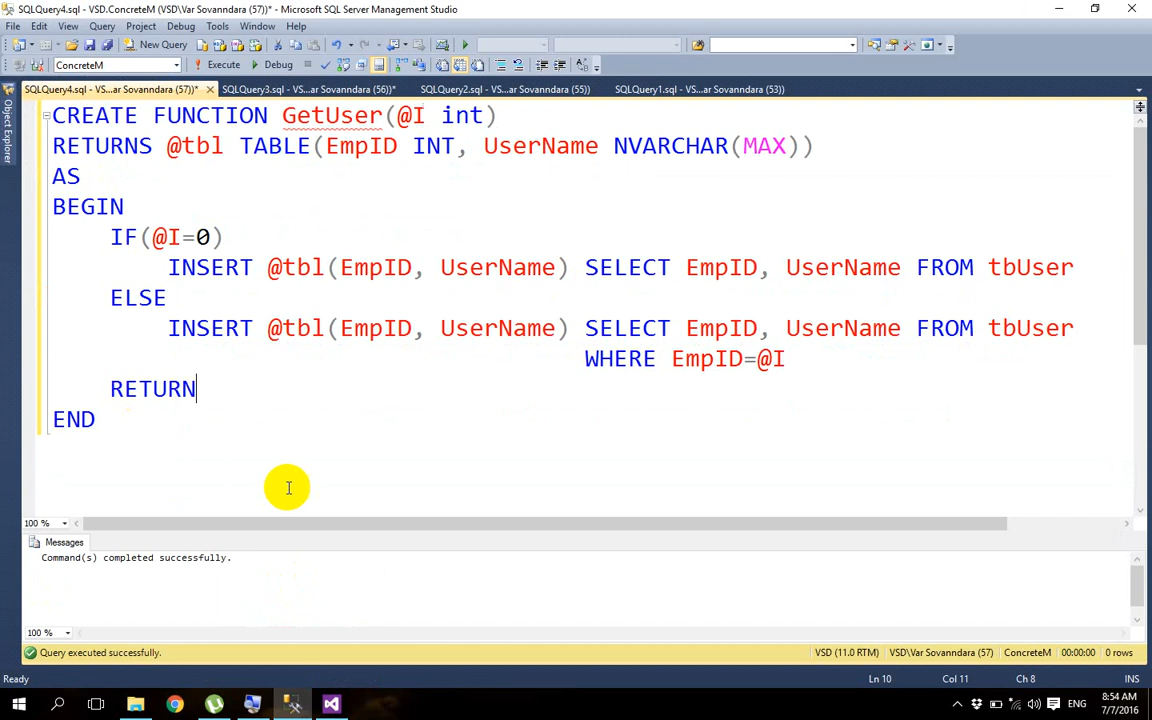 SQLQuery4.sql - VSD.ConcreteM (VSD\Var Sovanndara (57))* - Microsoft SQL Server Management Studio
File Edit View Query Project Debug Tools Window Help
New Query
ConcreteM Execute Debug
SQLQuery4.sql - VS...ar Sovanndara (57))* SQLQuery3.sql - VS...ar Sovanndara (56))* SQLQuery2.sql - VS...ar Sovanndara (55)) SQLQuery1.sql - VS...ar Sovanndara (53))
Object Explorer
CREATE FUNCTION GetUser(@I int)
RETURNS @tbl TABLE(EmpID INT, UserName NVARCHAR(MAX))
AS
BEGIN
IF(@I=0)
INSERT @tbl(EmpID, UserName) SELECT EmpID, UserName FROM tbUser
ELSE
INSERT @tbl(EmpID, UserName) SELECT EmpID, UserName FROM tbUser
WHERE EmpID=@I
RETURN
END
100 %
Messages
Command(s) completed successfully.
100 %
Query executed successfully. VSD (11.0 RTM) VSD\Var Sovanndara (57) ConcreteM 00:00:00 0 rows
Ready Ln 10 Col 11 Ch 8 INS
ENG 8:54 AM
7/7/2016